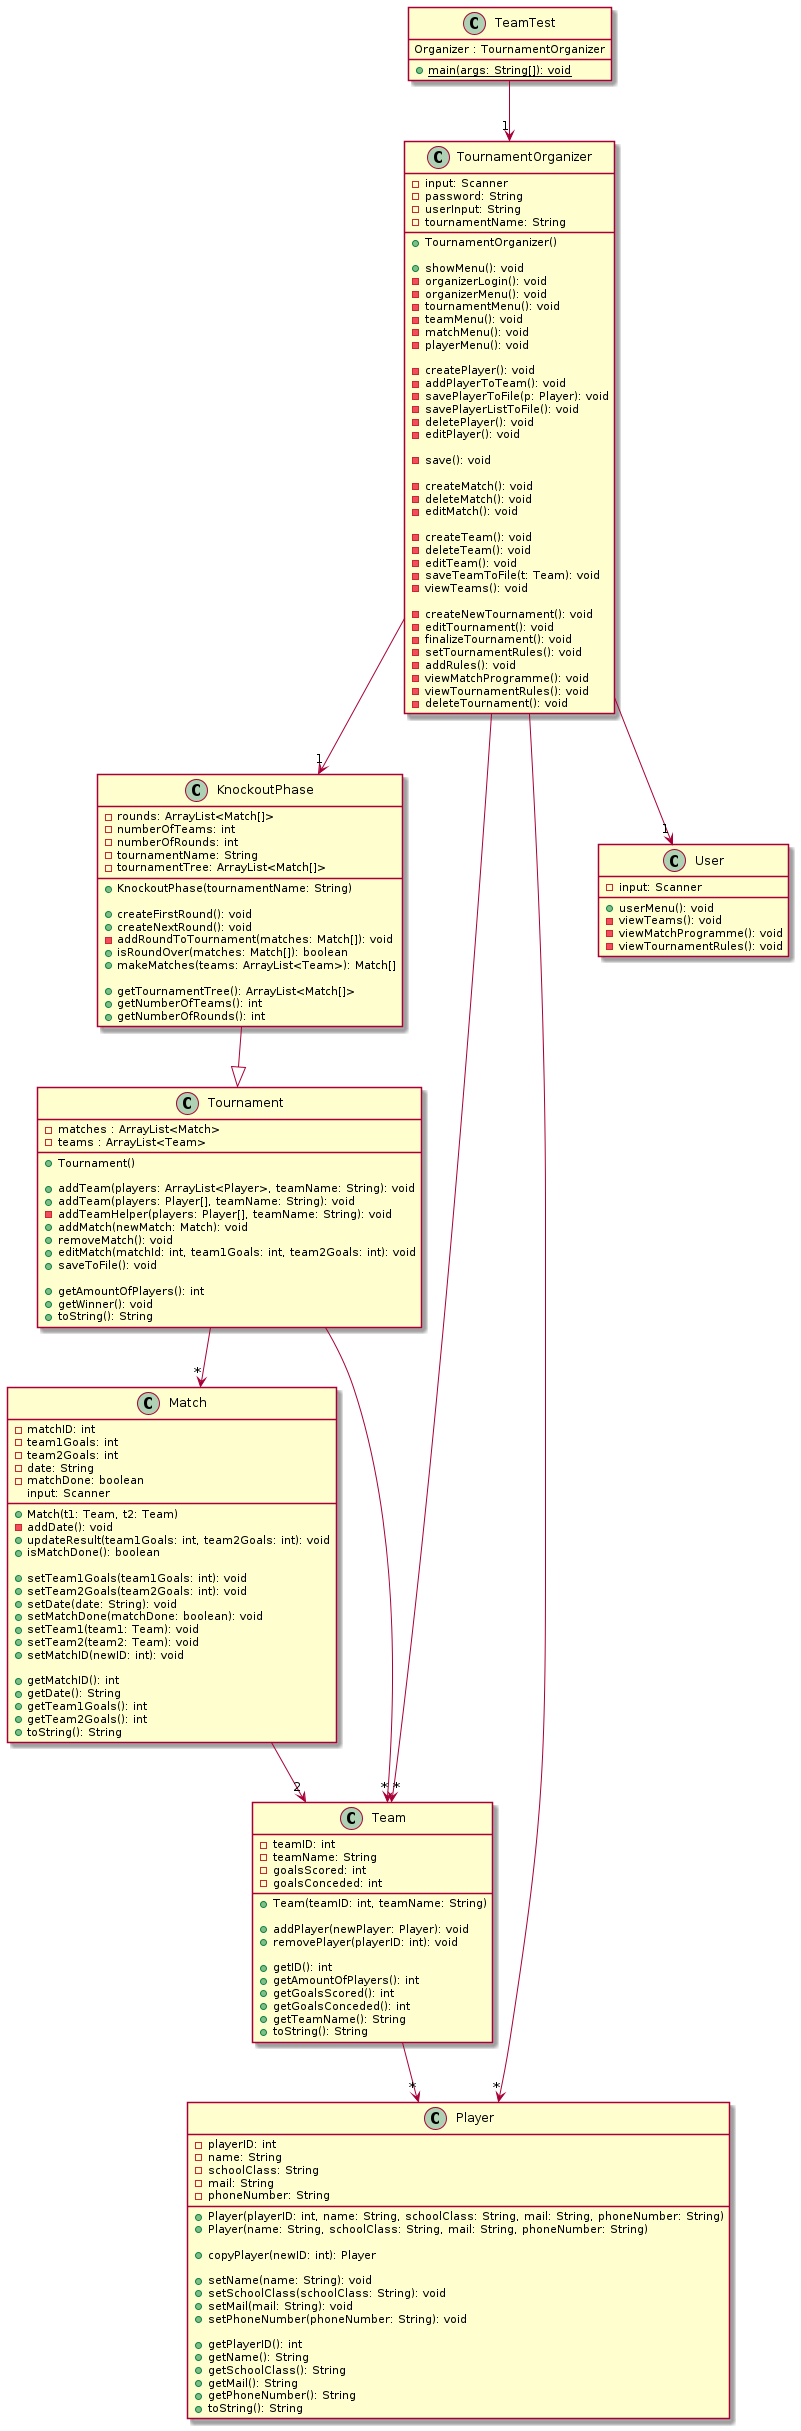 C TeamTest
Organizer : TournamentOrganizer
main(args: String[]): void
1
C TournamentOrganizer
input: Scanner
password: String
userInput: String
tournamentName: String
TournamentOrganizer()
showMenu(): void
organizerLogin(): void
organizerMenu(): void
tournamentMenu(): void
teamMenu(): void
matchMenu(): void
playerMenu(): void
createPlayer(): void
addPlayerToTeam(): void
savePlayerToFile(p: Player): void
savePlayerListToFile(): void
deletePlayer(): void
editPlayer(): void
save(): void
createMatch(): void
deleteMatch(): void
editMatch(): void
createTeam(): void
deleteTeam(): void
editTeam(): void
saveTeamToFile(t: Team): void
viewTeams(): void
createNewTournament(): void
editTournament(): void
finalizeTournament(): void
setTournamentRules(): void
addRules(): void
viewMatchProgramme(): void
viewTournamentRules(): void
deleteTournament(): void
1
C KnockoutPhase
rounds: ArrayList<Match[]>
numberOfTeams: int
numberOfRounds: int
tournamentName: String
tournamentTree: ArrayList<Match[]>
KnockoutPhase(tournamentName: String)
createFirstRound(): void
createNextRound(): void
addRoundToTournament(matches: Match[]): void
isRoundOver(matches: Match[]): boolean
makeMatches(teams: ArrayList<Team>): Match[]
getTournamentTree(): ArrayList<Match[]>
getNumberOfTeams(): int
getNumberOfRounds(): int
1
C User
input: Scanner
userMenu(): void
viewTeams(): void
viewMatchProgramme(): void
viewTournamentRules(): void
C Tournament
matches : ArrayList<Match>
teams : ArrayList<Team>
Tournament()
addTeam(players: ArrayList<Player>, teamName: String): void
addTeam(players: Player[], teamName: String): void
addTeamHelper(players: Player[], teamName: String): void
addMatch(newMatch: Match): void
removeMatch(): void
editMatch(matchId: int, team1Goals: int, team2Goals: int): void
saveToFile(): void
getAmountOfPlayers(): int
getWinner(): void
toString(): String
*
C Match
matchID: int
team1Goals: int
team2Goals: int
date: String
matchDone: boolean
input: Scanner
Match(t1: Team, t2: Team)
addDate(): void
updateResult(team1Goals: int, team2Goals: int): void
isMatchDone(): boolean
setTeam1Goals(team1Goals: int): void
setTeam2Goals(team2Goals: int): void
setDate(date: String): void
setMatchDone(matchDone: boolean): void
setTeam1(team1: Team): void
setTeam2(team2: Team): void
setMatchID(newID: int): void
getMatchID(): int
getDate(): String
getTeam1Goals(): int
getTeam2Goals(): int
toString(): String
2
* *
C Team
teamID: int
teamName: String
goalsScored: int
goalsConceded: int
Team(teamID: int, teamName: String)
addPlayer(newPlayer: Player): void
removePlayer(playerID: int): void
getID(): int
getAmountOfPlayers(): int
getGoalsScored(): int
getGoalsConceded(): int
getTeamName(): String
toString(): String
* *
C Player
playerID: int
name: String
schoolClass: String
mail: String
phoneNumber: String
Player(playerID: int, name: String, schoolClass: String, mail: String, phoneNumber: String)
Player(name: String, schoolClass: String, mail: String, phoneNumber: String)
copyPlayer(newID: int): Player
setName(name: String): void
setSchoolClass(schoolClass: String): void
setMail(mail: String): void
setPhoneNumber(phoneNumber: String): void
getPlayerID(): int
getName(): String
getSchoolClass(): String
getMail(): String
getPhoneNumber(): String
toString(): String